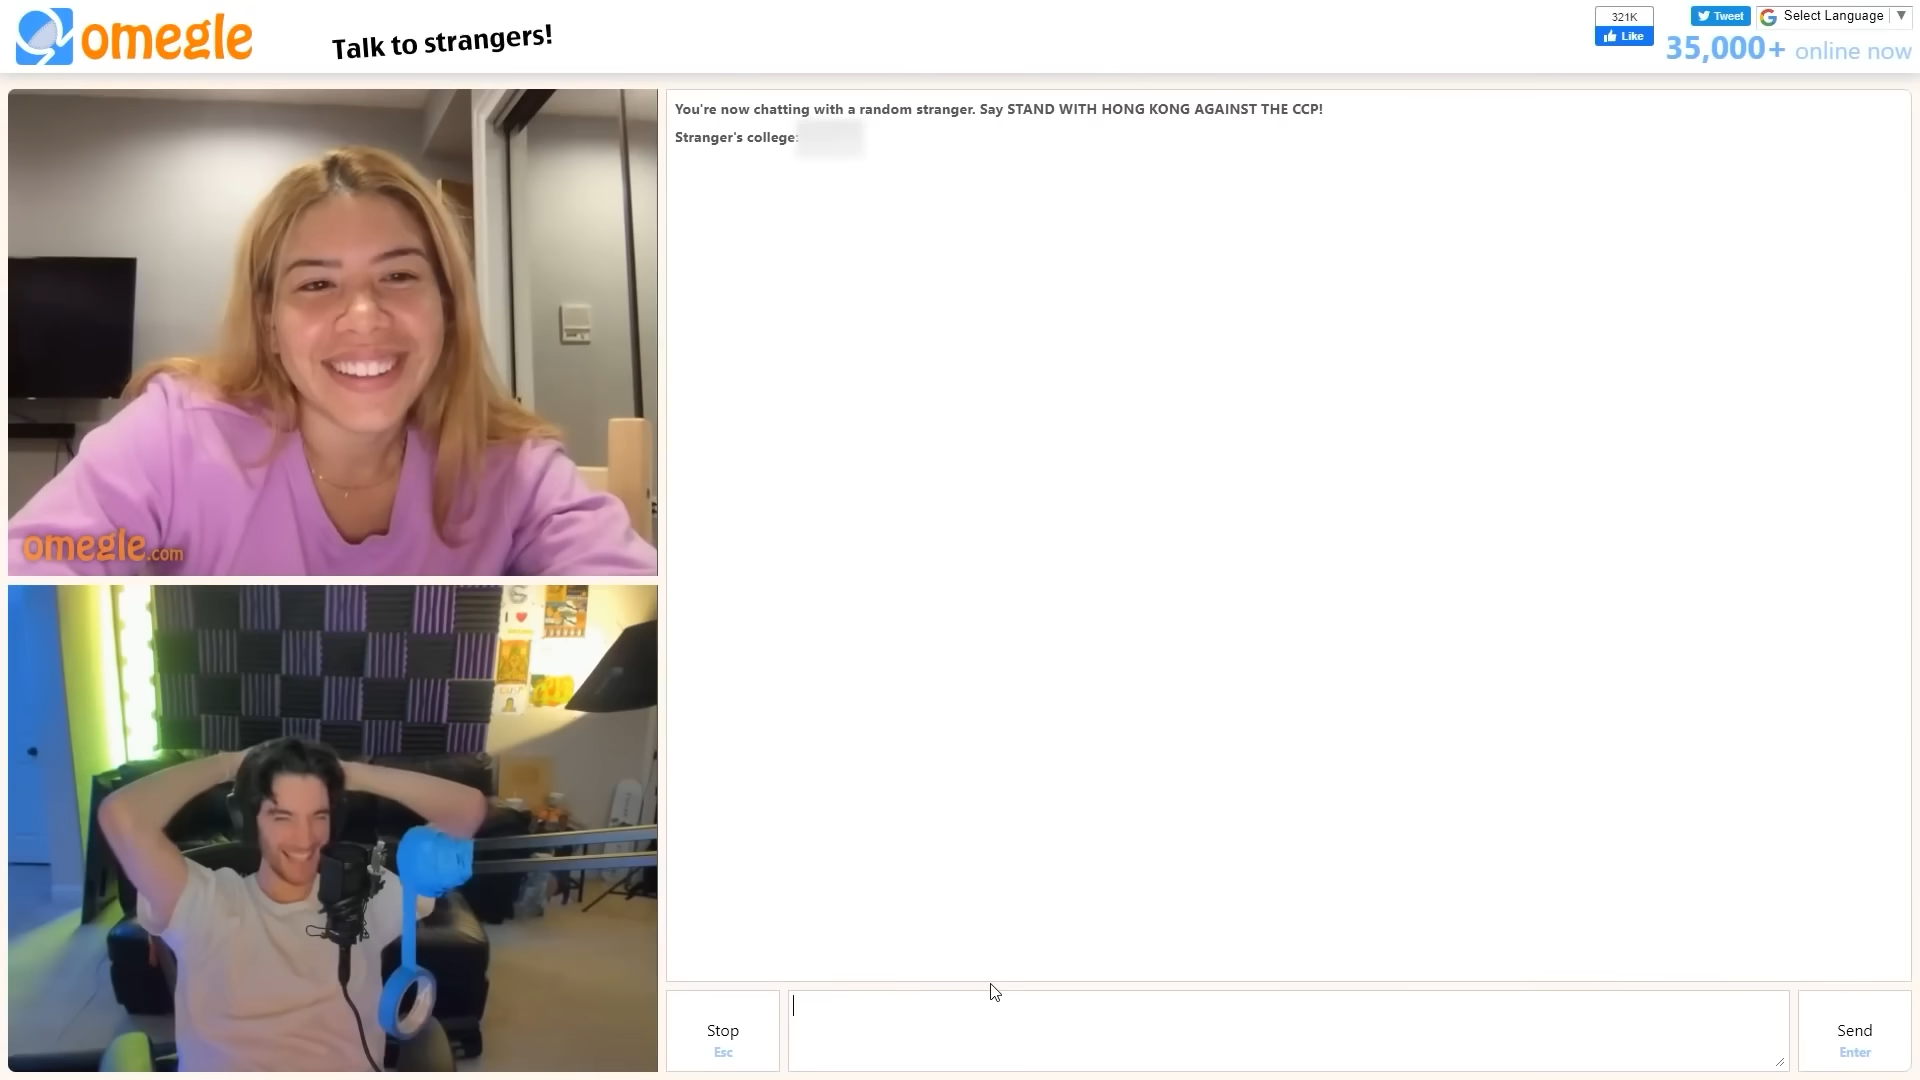 omegle
Talk to strangers!
321K
Like
Tweet
Select Language
35,000+ online now
You're now chatting with a random stranger. Say STAND WITH HONG KONG AGAINST THE CCP!
Stranger's college:
omegle.com
I
Stop
Esc
Send
Enter